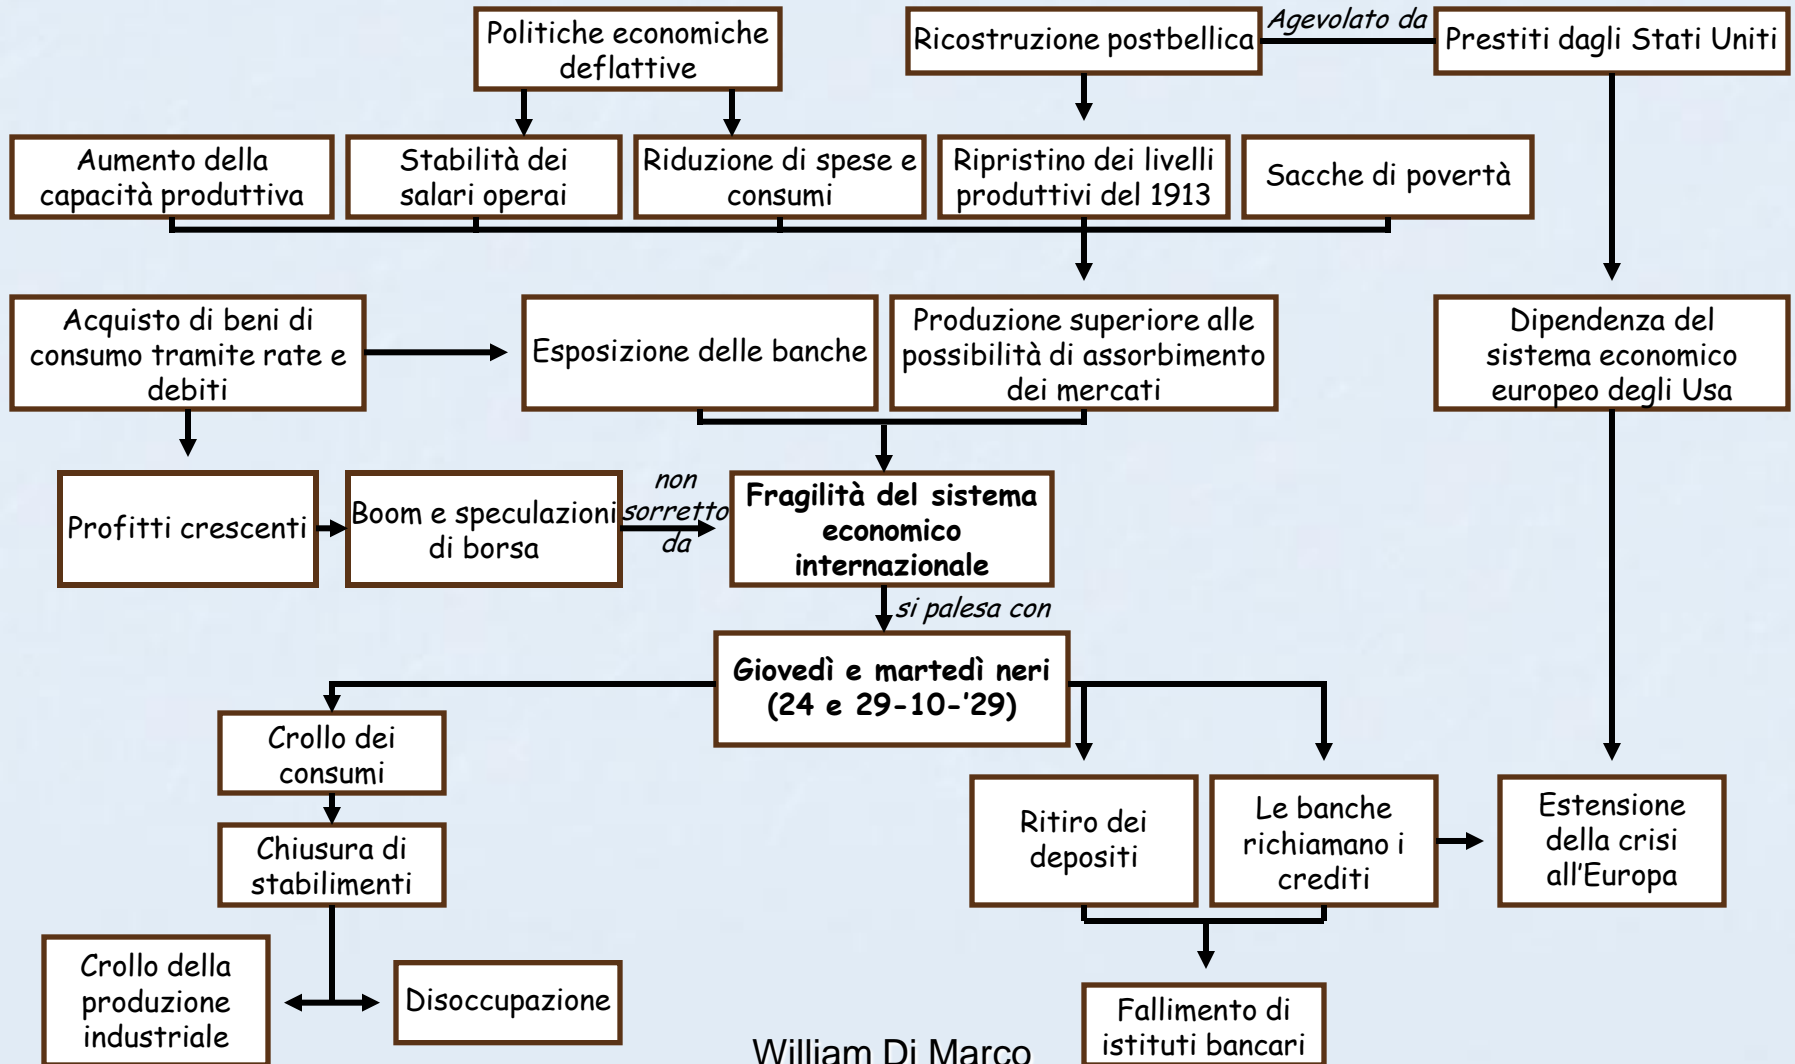 Politiche economiche
deflattive
Ricostruzione postbellica
Agevolato da
Prestiti dagli Stati Uniti
Aumento della
capacità produttiva
Stabilità dei
salari operai
Riduzione di spese e
consumi
Ripristino dei livelli
produttivi del 1913
Sacche di povertà
Acquisto di beni di
consumo tramite rate e
debiti
Esposizione delle banche
Produzione superiore alle
possibilità di assorbimento
dei mercati
Dipendenza del
sistema economico
europeo degli Usa
Profitti crescenti
Boom e speculazioni
di borsa
non
sorretto
da
Fragilità del sistema
economico
internazionale
si palesa con
Giovedì e martedì neri
(24 e 29-10-'29)
Crollo dei
consumi
Chiusura di
stabilimenti
Crollo della
produzione
industriale
Disoccupazione
Ritiro dei
depositi
Le banche
richiamano i
crediti
Estensione
della crisi
all'Europa
Fallimento di
istituti bancari
William Di Marco